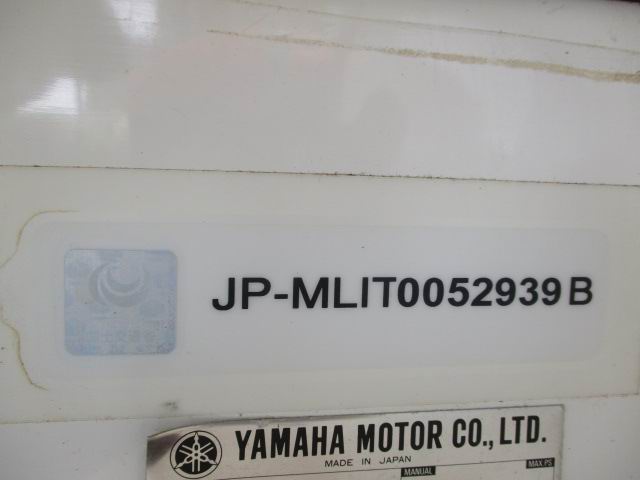 JP-MLIT0052939B
YAMAHA MOTOR CO., LTD.
MADE IN JAPAN
MANUAL
MAX.PS